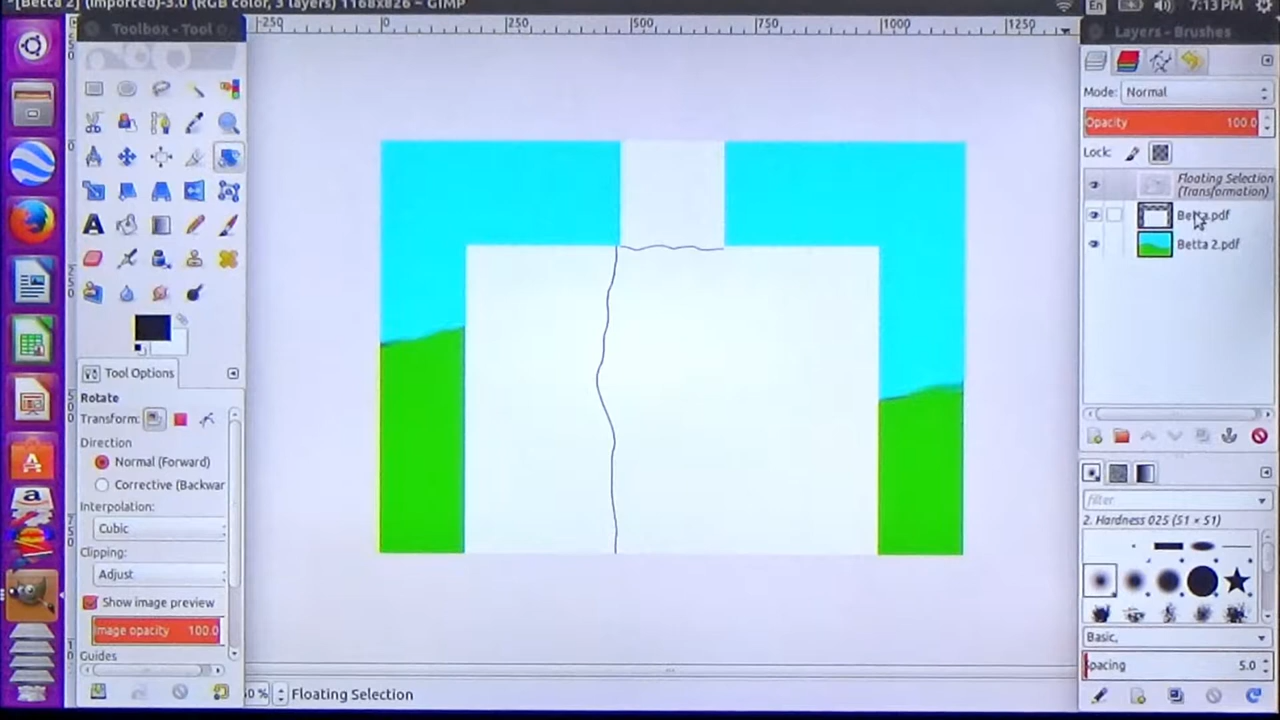 *[Betta 2] (imported)-3.0 (RGB color, 3 layers) 1168x826 – GIMP
En
7:13 PM
Toolbox - Tool
-250
0
250
500
750
1000
1250
Layers - Brushes
Mode: Normal
Opacity 100.0
Lock:
Floating Selection
(Transformation)
Betta.pdf
Betta 2.pdf
Tool Options
Rotate
Transform:
Direction
Normal (Forward)
Corrective (Backwar
Interpolation:
Cubic
Clipping:
Adjust
Show image preview
Image opacity 100.0
Guides
Floating Selection
filter
2. Hardness 025 (51 × 51)
Basic,
Spacing 5.0